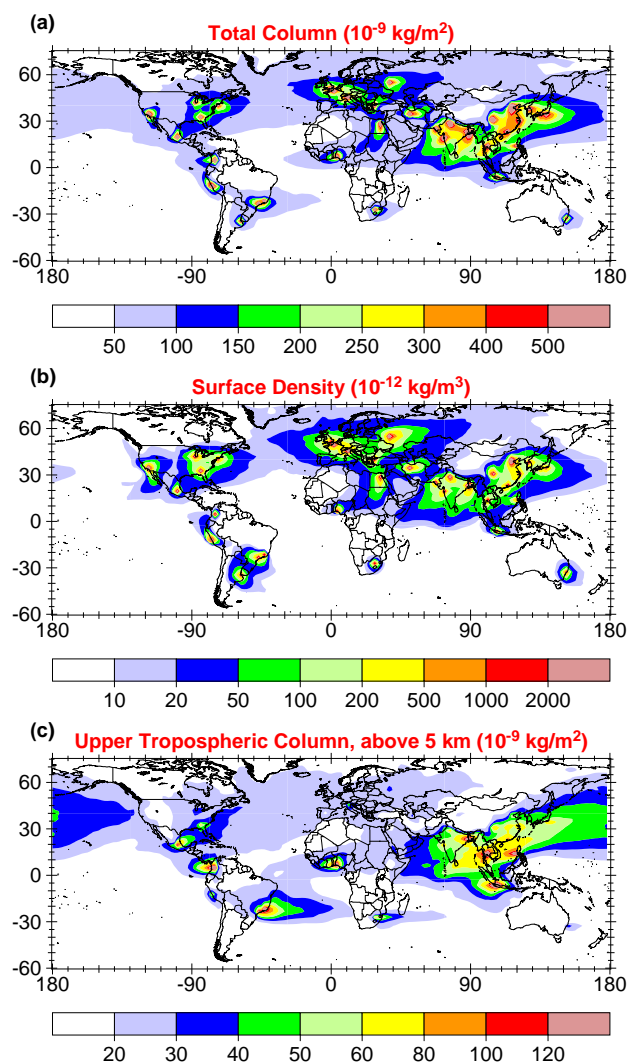 (a)
Total Column (10⁻⁹ kg/m²)
60
30
0
-30
-60
180 -90 0 90 180
50 100 150 200 250 300 400 500
(b)
Surface Density (10⁻¹² kg/m³)
60
30
0
-30
-60
180 -90 0 90 180
10 20 50 100 200 500 1000 2000
(c)
Upper Tropospheric Column, above 5 km (10⁻⁹ kg/m²)
60
30
0
-30
-60
180 -90 0 90 180
20 30 40 50 60 80 100 120